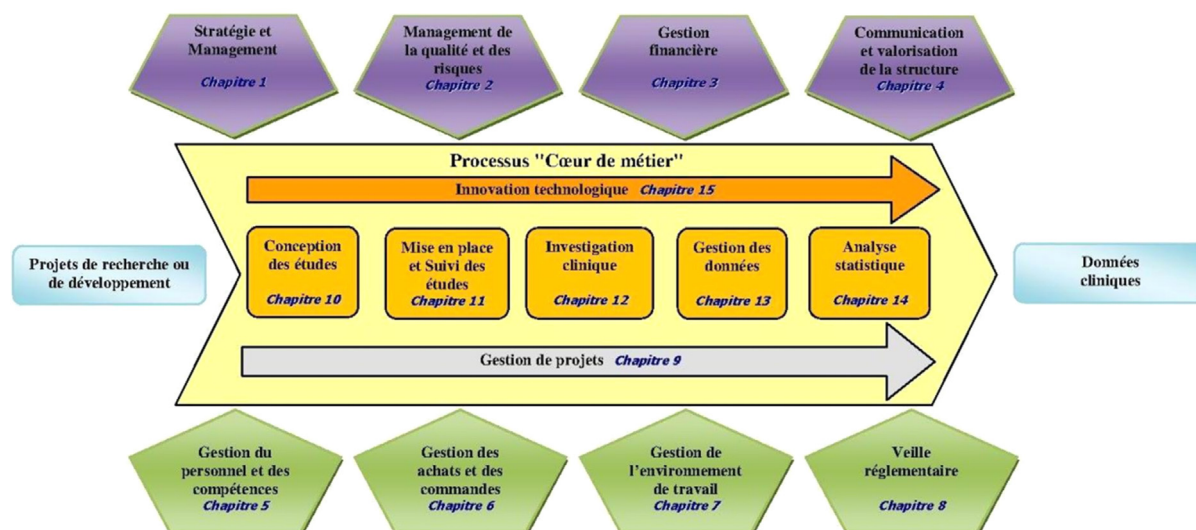 Stratégie et
Management
Chapitre 1
Management de
la qualité et des
risques
Chapitre 2
Gestion
financière
Chapitre 3
Communication
et valorisation
de la structure
Chapitre 4
Processus "Cœur de métier"
Innovation technologique Chapitre 15
Projets de recherche ou
de développement
Conception
des études
Chapitre 10
Mise en place
et Suivi des
études
Chapitre 11
Investigation
clinique
Chapitre 12
Gestion des
données
Chapitre 13
Analyse
statistique
Chapitre 14
Données
cliniques
Gestion de projets Chapitre 9
Gestion du
personnel et des
compétences
Chapitre 5
Gestion des
achats et des
commandes
Chapitre 6
Gestion de
l'environnement
de travail
Chapitre 7
Veille
réglementaire
Chapitre 8